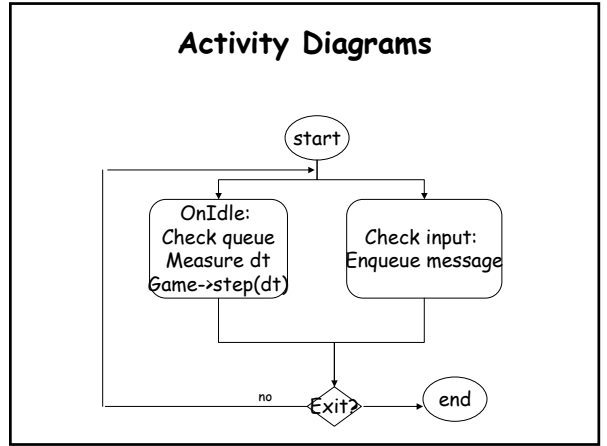 Activity Diagrams
start
OnIdle:
Check queue
Measure dt
Game->step(dt)
Check input:
Enqueue message
no
Exit?
end